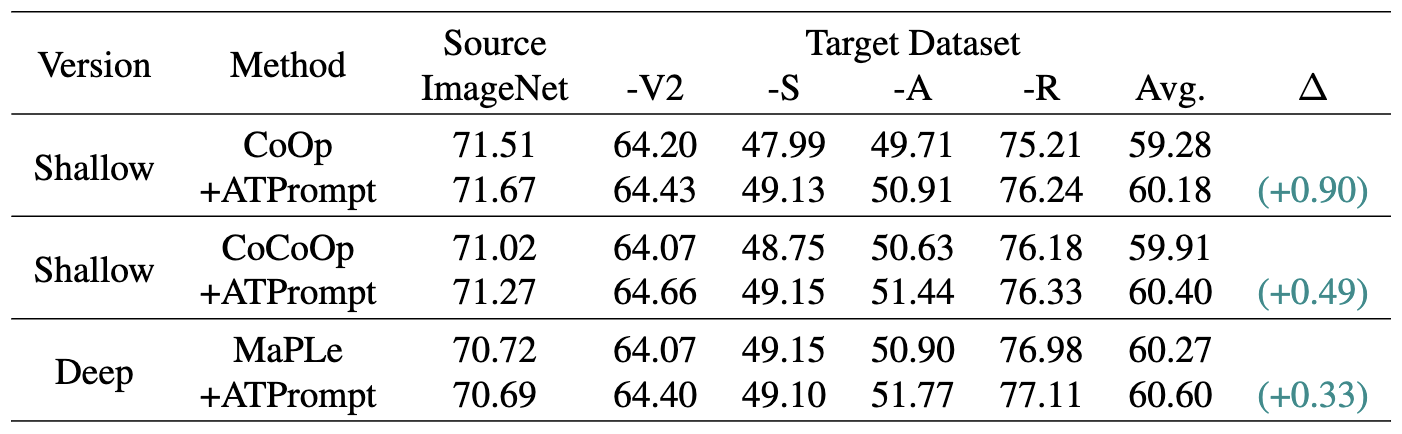 Version Method Source ImageNet Target Dataset
-V2 -S -A -R Avg. Δ
Shallow CoOp 71.51 64.20 47.99 49.71 75.21 59.28
+ATPrompt 71.67 64.43 49.13 50.91 76.24 60.18 (+0.90)
Shallow CoCoOp 71.02 64.07 48.75 50.63 76.18 59.91
+ATPrompt 71.27 64.66 49.15 51.44 76.33 60.40 (+0.49)
Deep MaPLe 70.72 64.07 49.15 50.90 76.98 60.27
+ATPrompt 70.69 64.40 49.10 51.77 77.11 60.60 (+0.33)